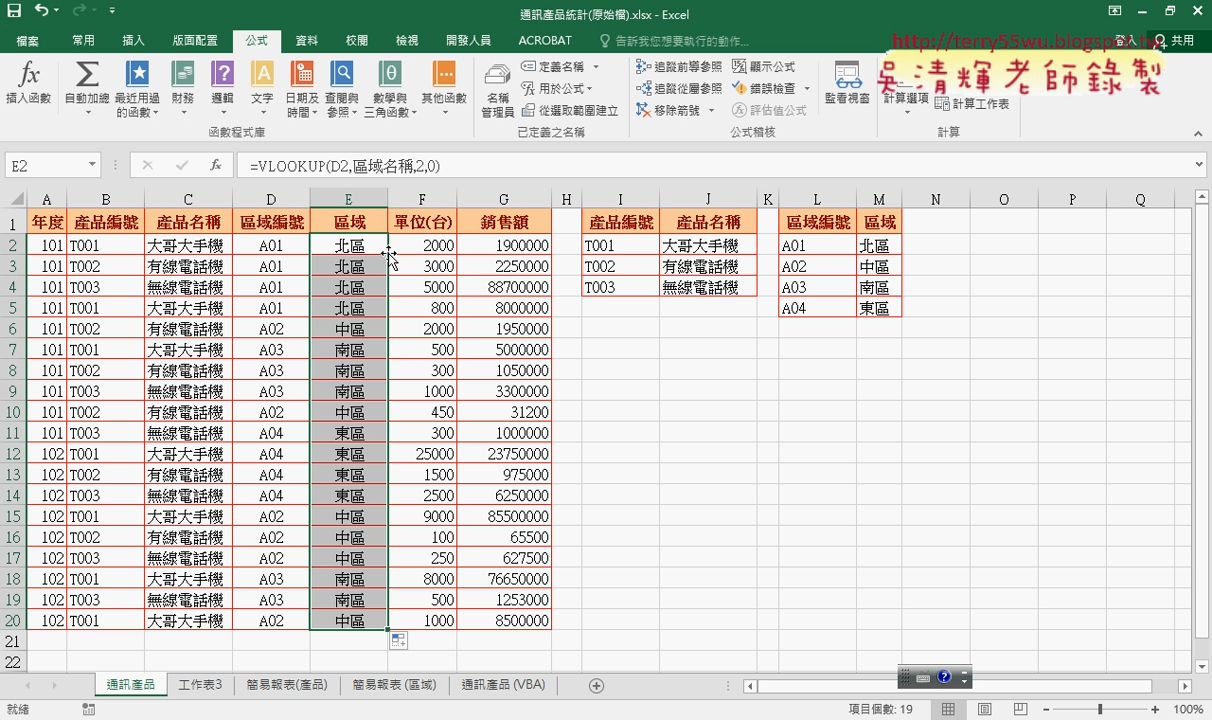 通訊產品統計(原始檔).xlsx - Excel
檔案 常用 插入 版面配置 公式 資料 校閱 檢視 開發人員 ACROBAT 告訴我您想要執行的動作... 登入 共用
http://terry55wu.blogspot.tw
吳清輝老師錄製
插入函數 自動加總 最近用過的函數 財務 邏輯 文字 日期及時間 查閱與參照 數學與三角函數 其他函數 名稱管理員 定義名稱 用於公式 從選取範圍建立 追蹤前導參照 追蹤從屬參照 移除箭號 顯示公式 錯誤檢查 評估值公式 監看視窗 計算選項 計算工作表
函數程式庫 已定義之名稱 公式稽核 計算
E2 fx =VLOOKUP(D2,區域名稱,2,0)
A B C D E F G H I J K L M N O P Q
1 年度 產品編號 產品名稱 區域編號 區域 單位(台) 銷售額 產品編號 產品名稱 區域編號 區域
2 101 T001 大哥大手機 A01 北區 2000 1900000 T001 大哥大手機 A01 北區
3 101 T002 有線電話機 A01 北區 3000 2250000 T002 有線電話機 A02 中區
4 101 T003 無線電話機 A01 北區 5000 88700000 T003 無線電話機 A03 南區
5 101 T001 大哥大手機 A01 北區 800 8000000 A04 東區
6 101 T002 有線電話機 A02 中區 2000 1950000
7 101 T001 大哥大手機 A03 南區 500 5000000
8 101 T002 有線電話機 A03 南區 300 1050000
9 101 T003 無線電話機 A03 南區 1000 3300000
10 101 T002 有線電話機 A02 中區 450 31200
11 101 T003 無線電話機 A04 東區 300 1000000
12 102 T001 大哥大手機 A04 東區 25000 23750000
13 102 T002 有線電話機 A04 東區 1500 975000
14 102 T003 無線電話機 A04 東區 2500 6250000
15 102 T001 大哥大手機 A02 中區 9000 85500000
16 102 T002 有線電話機 A02 中區 100 65500
17 102 T003 無線電話機 A02 中區 250 627500
18 102 T001 大哥大手機 A03 南區 8000 76650000
19 102 T003 無線電話機 A03 南區 500 1253000
20 102 T001 大哥大手機 A02 中區 1000 8500000
21
22
通訊產品 工作表3 簡易報表(產品) 簡易報表 (區域) 通訊產品 (VBA)
就緒 項目個數: 19 100%